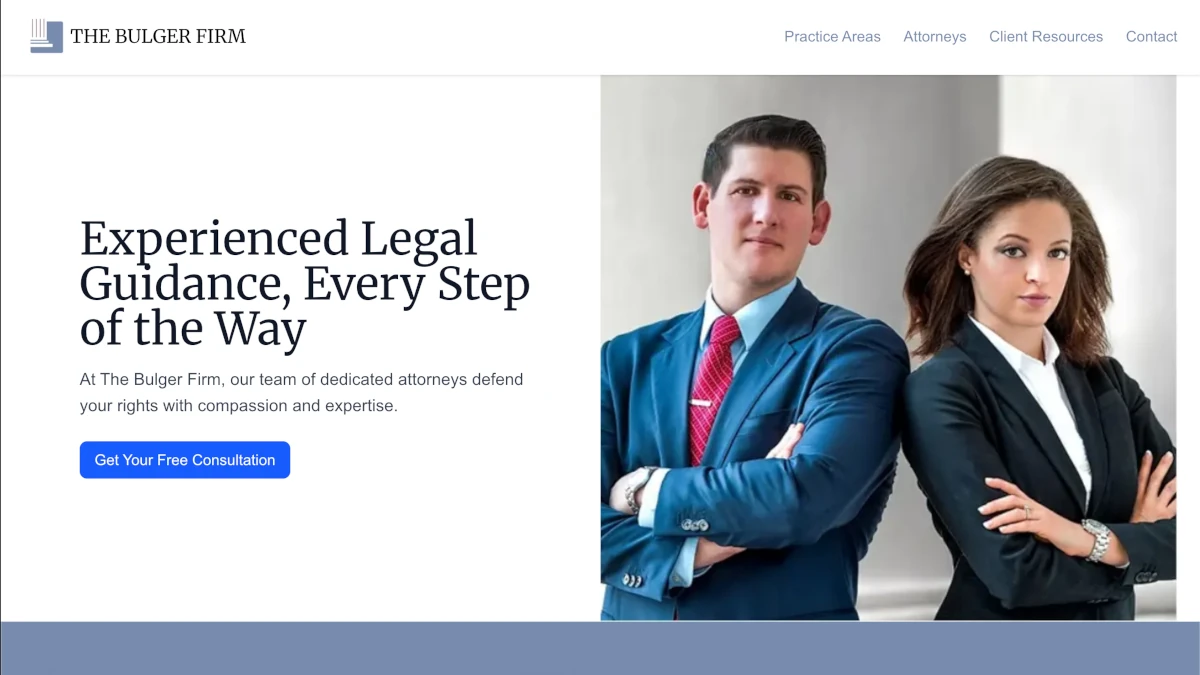 THE BULGER FIRM
Practice Areas
Attorneys
Client Resources
Contact
Experienced Legal
Guidance, Every Step
of the Way
At The Bulger Firm, our team of dedicated attorneys defend
your rights with compassion and expertise.
Get Your Free Consultation